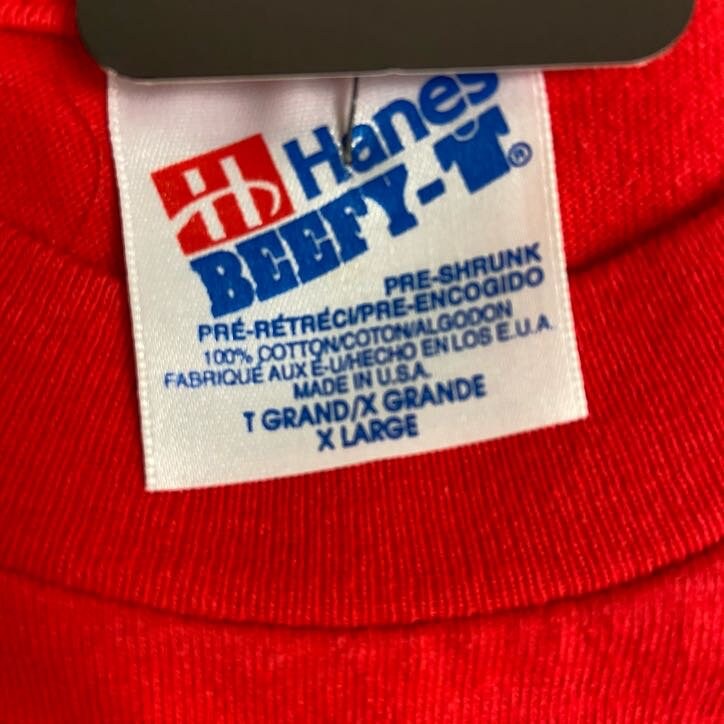 H Hanes
BEEFY-T®
PRE-SHRUNK
PRÉ-RÉTRÉCI/PRE-ENCOGIDO
100% COTTON/COTON/ALGODON
FABRIQUÉ AUX É-U/HECHO EN LOS E.U.A.
MADE IN U.S.A.
T GRAND/X GRANDE
X LARGE